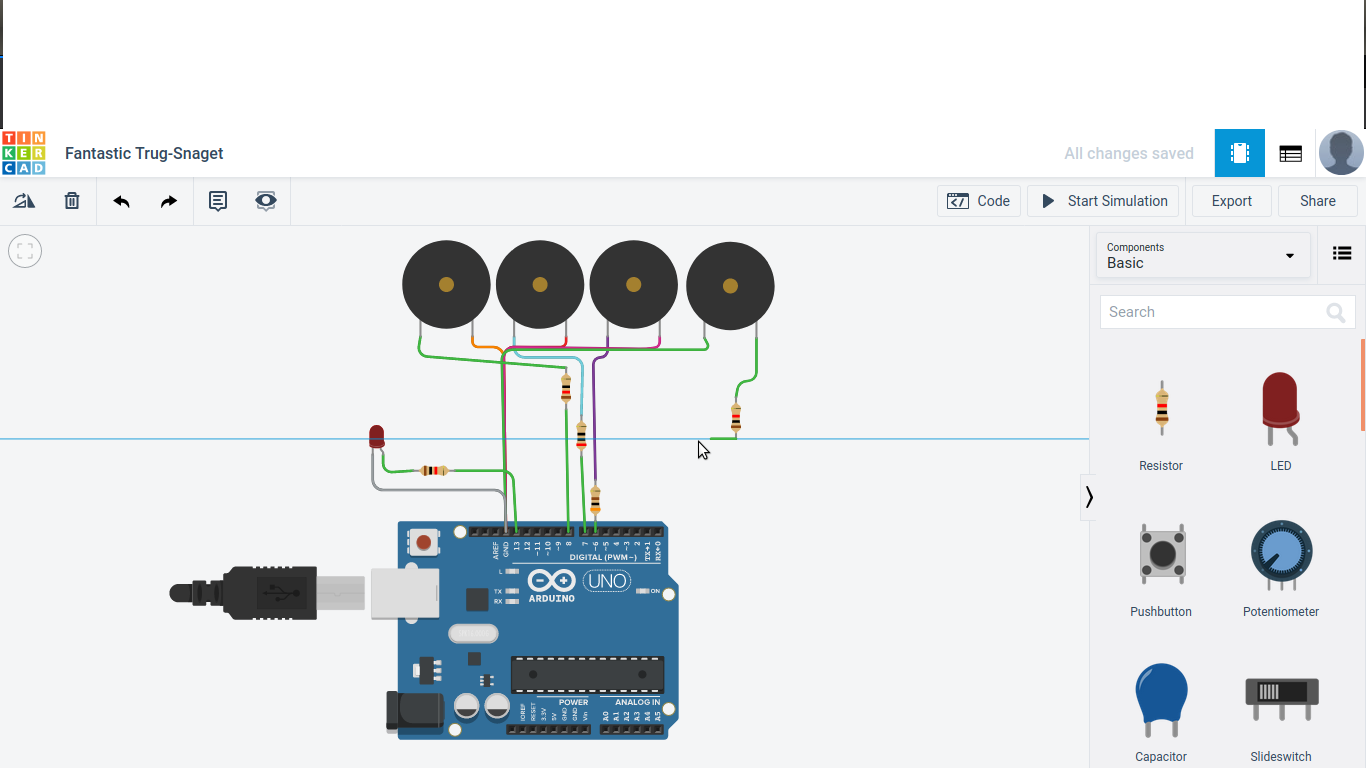 TIN
KER
CAD
Fantastic Trug-Snaget
All changes saved
Code
Start Simulation
Export
Share
Components
Basic
Search
Resistor
LED
Pushbutton
Potentiometer
Capacitor
Slideswitch
AREF
GND
13
12
~11
~10
~9
8
7
~6
~5
4
~3
2
TX→1
RX←0
DIGITAL (PWM~)
L
TX
RX
UNO
ARDUINO
ON
POWER
ANALOG IN
IOREF
RESET
3.3V
5V
GND
GND
Vin
A0
A1
A2
A3
A4
A5